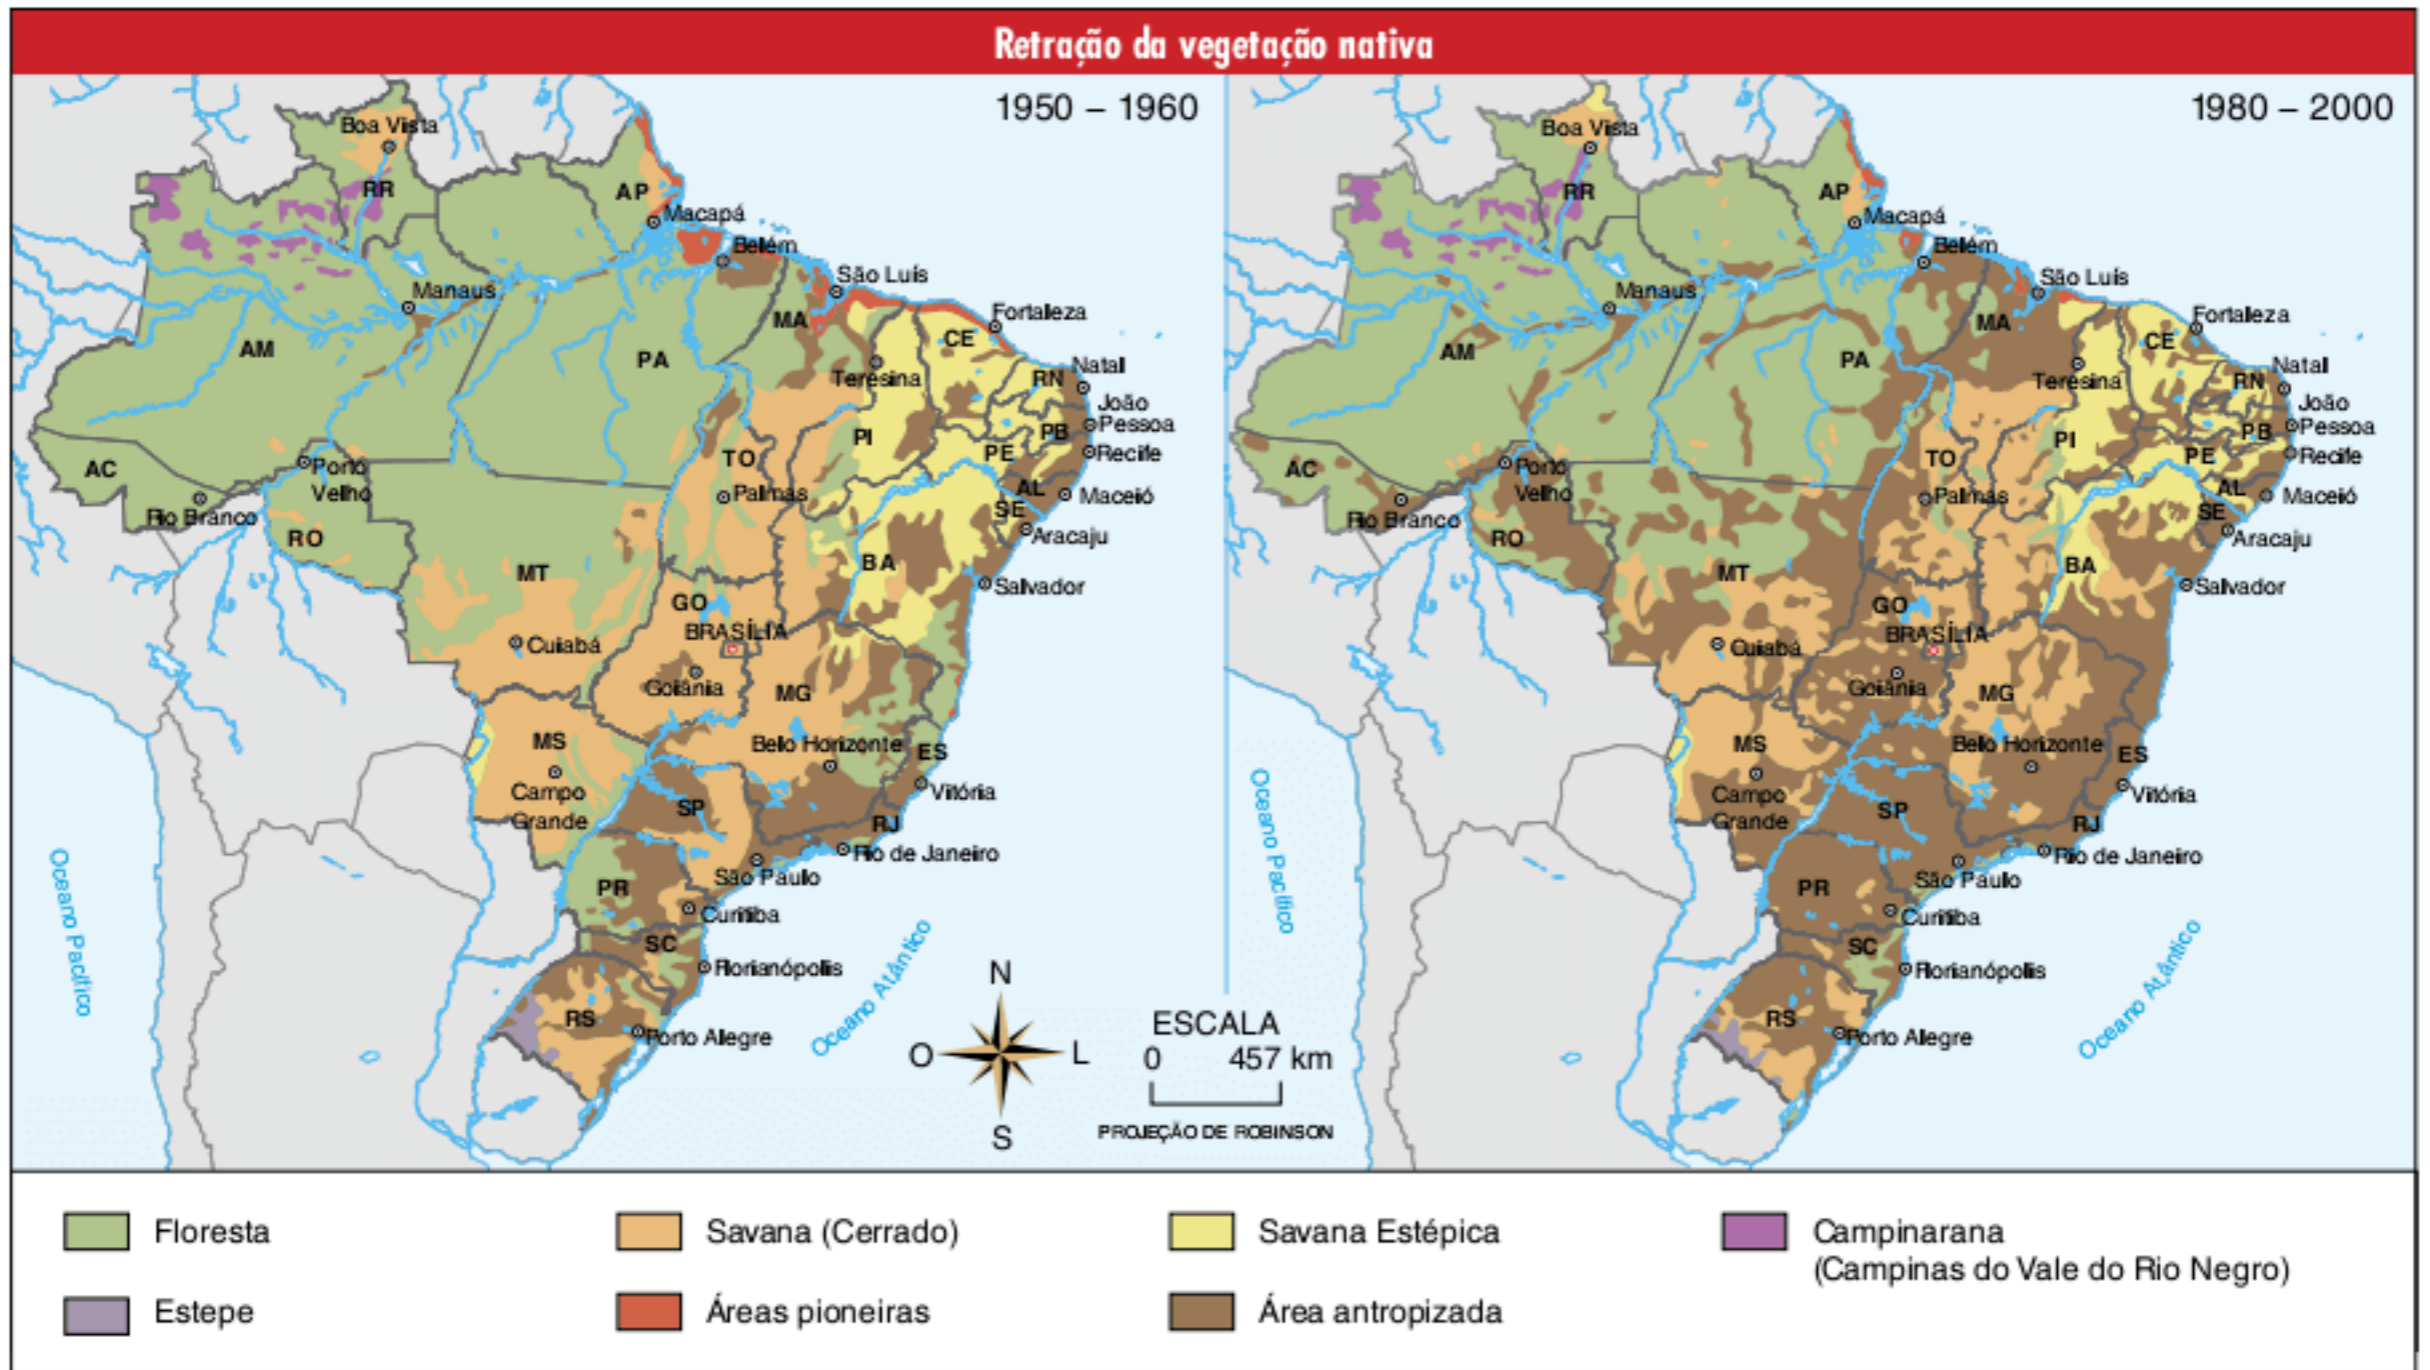 Retração da vegetação nativa
1950 – 1960
Boa Vista
RR
AP
Macapá
Belém
São Luís
Manaus
Fortaleza
MA
CE
AM
PA
Natal
Teresina
RN
João
Pessoa
PI
PB
TO
PE
Recife
AC
Porto
Velho
Palmas
AL
Maceió
Rio Branco
SE
RO
Aracaju
MT
BA
Salvador
GO
BRASÍLIA
Cuiabá
Goiânia
MG
MS
Belo Horizonte
ES
Campo
Grande
Vitória
SP
RJ
Rio de Janeiro
São Paulo
PR
Curitiba
SC
Florianópolis
RS
Porto Alegre
Oceano Pacífico
Oceano Atlântico
N
O
L
S
ESCALA
0 457 km
PROJEÇÃO DE ROBINSON
1980 – 2000
Boa Vista
RR
AP
Macapá
Belém
São Luís
Manaus
Fortaleza
MA
CE
AM
PA
Natal
Teresina
RN
João
Pessoa
PI
PB
TO
PE
Recife
AC
Porto
Velho
Palmas
AL
Maceió
Rio Branco
SE
RO
Aracaju
MT
BA
Salvador
GO
BRASÍLIA
Cuiabá
Goiânia
MG
MS
Belo Horizonte
ES
Campo
Grande
Vitória
SP
RJ
Rio de Janeiro
São Paulo
PR
Curitiba
SC
Florianópolis
RS
Porto Alegre
Oceano Pacífico
Oceano Atlântico
Floresta
Savana (Cerrado)
Savana Estépica
Campinarana
(Campinas do Vale do Rio Negro)
Estepe
Áreas pioneiras
Área antropizada